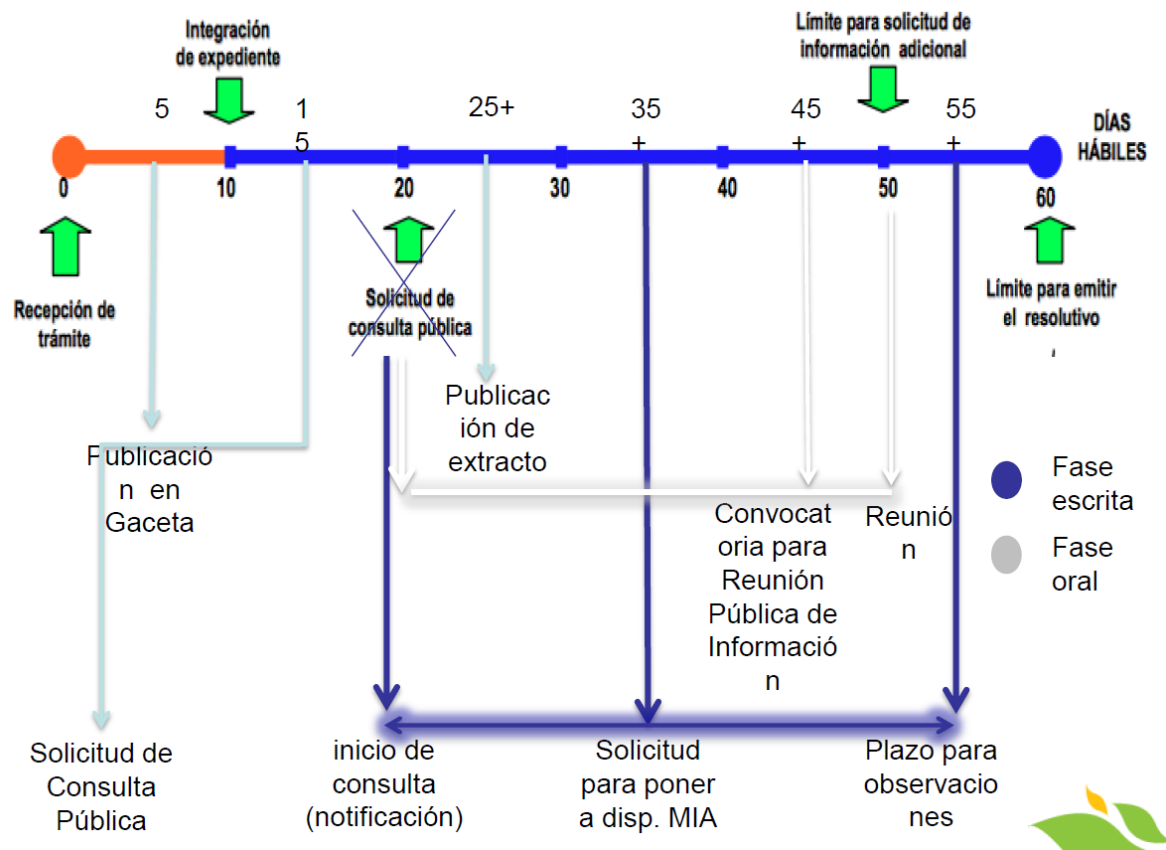 Integración
de expediente
Límite para solicitud de
información adicional
5
1
5
25+
35
+
45
+
55
+
DÍAS
HÁBILES
0
10
20
30
40
50
60
Recepción de
trámite
Solicitud de
consulta pública
Límite para emitir
el resolutivo
Publicac
ión de
extracto
Publicació
n en
Gaceta
Convocat
oria para
Reunión
Pública de
Informació
n
Reunió
n
Fase
escrita
Fase
oral
Solicitud de
Consulta
Pública
inicio de
consulta
(notificación)
Solicitud
para poner
a disp. MIA
Plazo para
observacio
nes